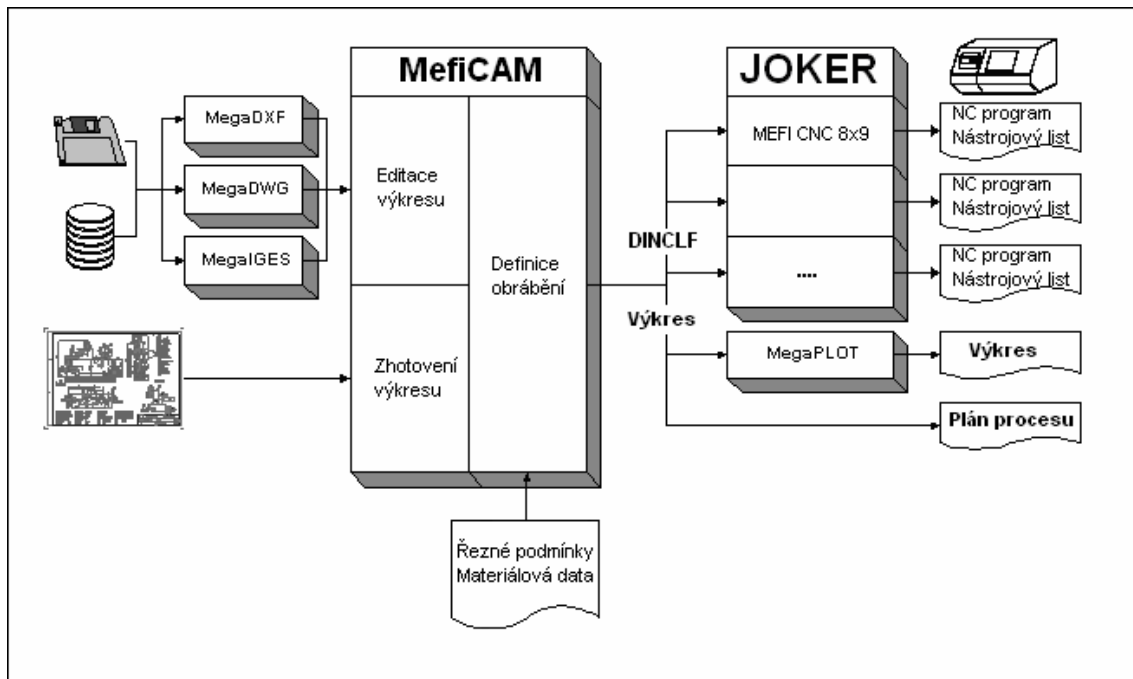 MefiCAM
JOKER
MegaDXF
MegaDWG
MegaIGES
Editace
výkresu
Zhotovení
výkresu
Definice
obrábění
Řezné podmínky
Materiálová data
DINCLF
Výkres
MEFI CNC 8x9
....
MegaPLOT
NC program
Nástrojový list
NC program
Nástrojový list
NC program
Nástrojový list
Výkres
Plán procesu